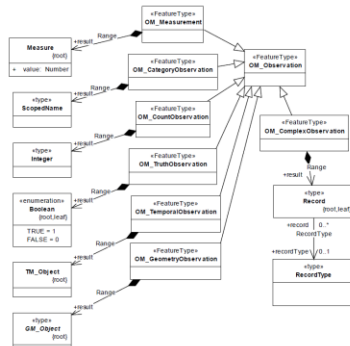 «FeatureType»
OM_Measurement
Measure
{root}
+ value: Number
+result
Range
«FeatureType»
OM_Observation
«FeatureType»
OM_CategoryObservation
+result
Range
«type»
ScopedName
«FeatureType»
OM_CountObservation
+result
Range
«type»
Integer
«FeatureType»
OM_ComplexObservation
Range
+result
«FeatureType»
OM_TruthObservation
+result
Range
«enumeration»
Boolean
{root,leaf}
TRUE = 1
FALSE = 0
«type»
Record
{root,leaf}
+record 0..*
RecordType
+recordType 0..1
«type»
RecordType
«FeatureType»
OM_TemporalObservation
+result
Range
TM_Object
{root}
«FeatureType»
OM_GeometryObservation
+result
Range
«type»
GM_Object
{root}